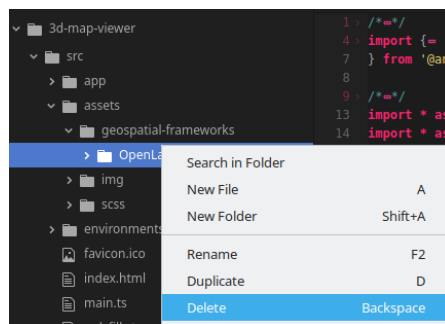 3d-map-viewer
src
app
assets
geospatial-frameworks
OpenLa
img
scss
environments
favicon.ico
index.html
main.ts
1 /*=*/
4 import {=
7 } from '@a
8
9 /*=*/
13 import * as
14 import * as
Search in Folder
New File A
New Folder Shift+A
Rename F2
Duplicate D
Delete Backspace